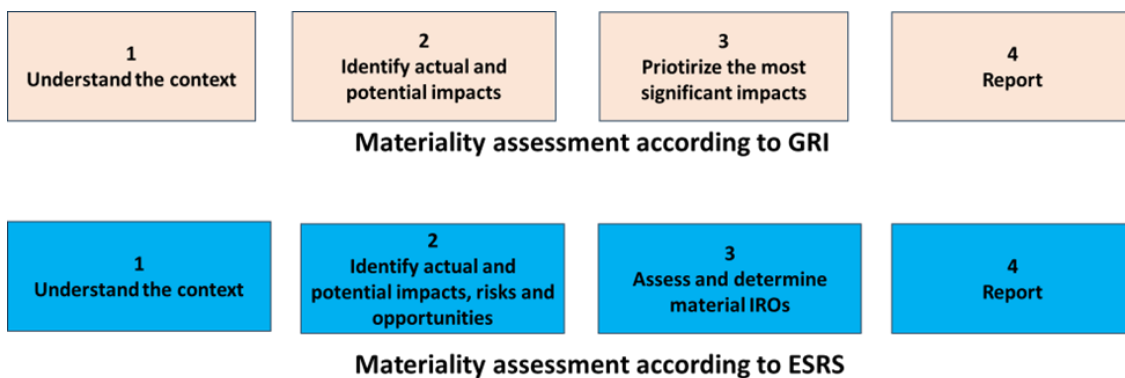 1
Understand the context
2
Identify actual and
potential impacts
3
Priotirize the most
significant impacts
4
Report
Materiality assessment according to GRI
1
Understand the context
2
Identify actual and
potential impacts, risks and
opportunities
3
Assess and determine
material IROs
4
Report
Materiality assessment according to ESRS